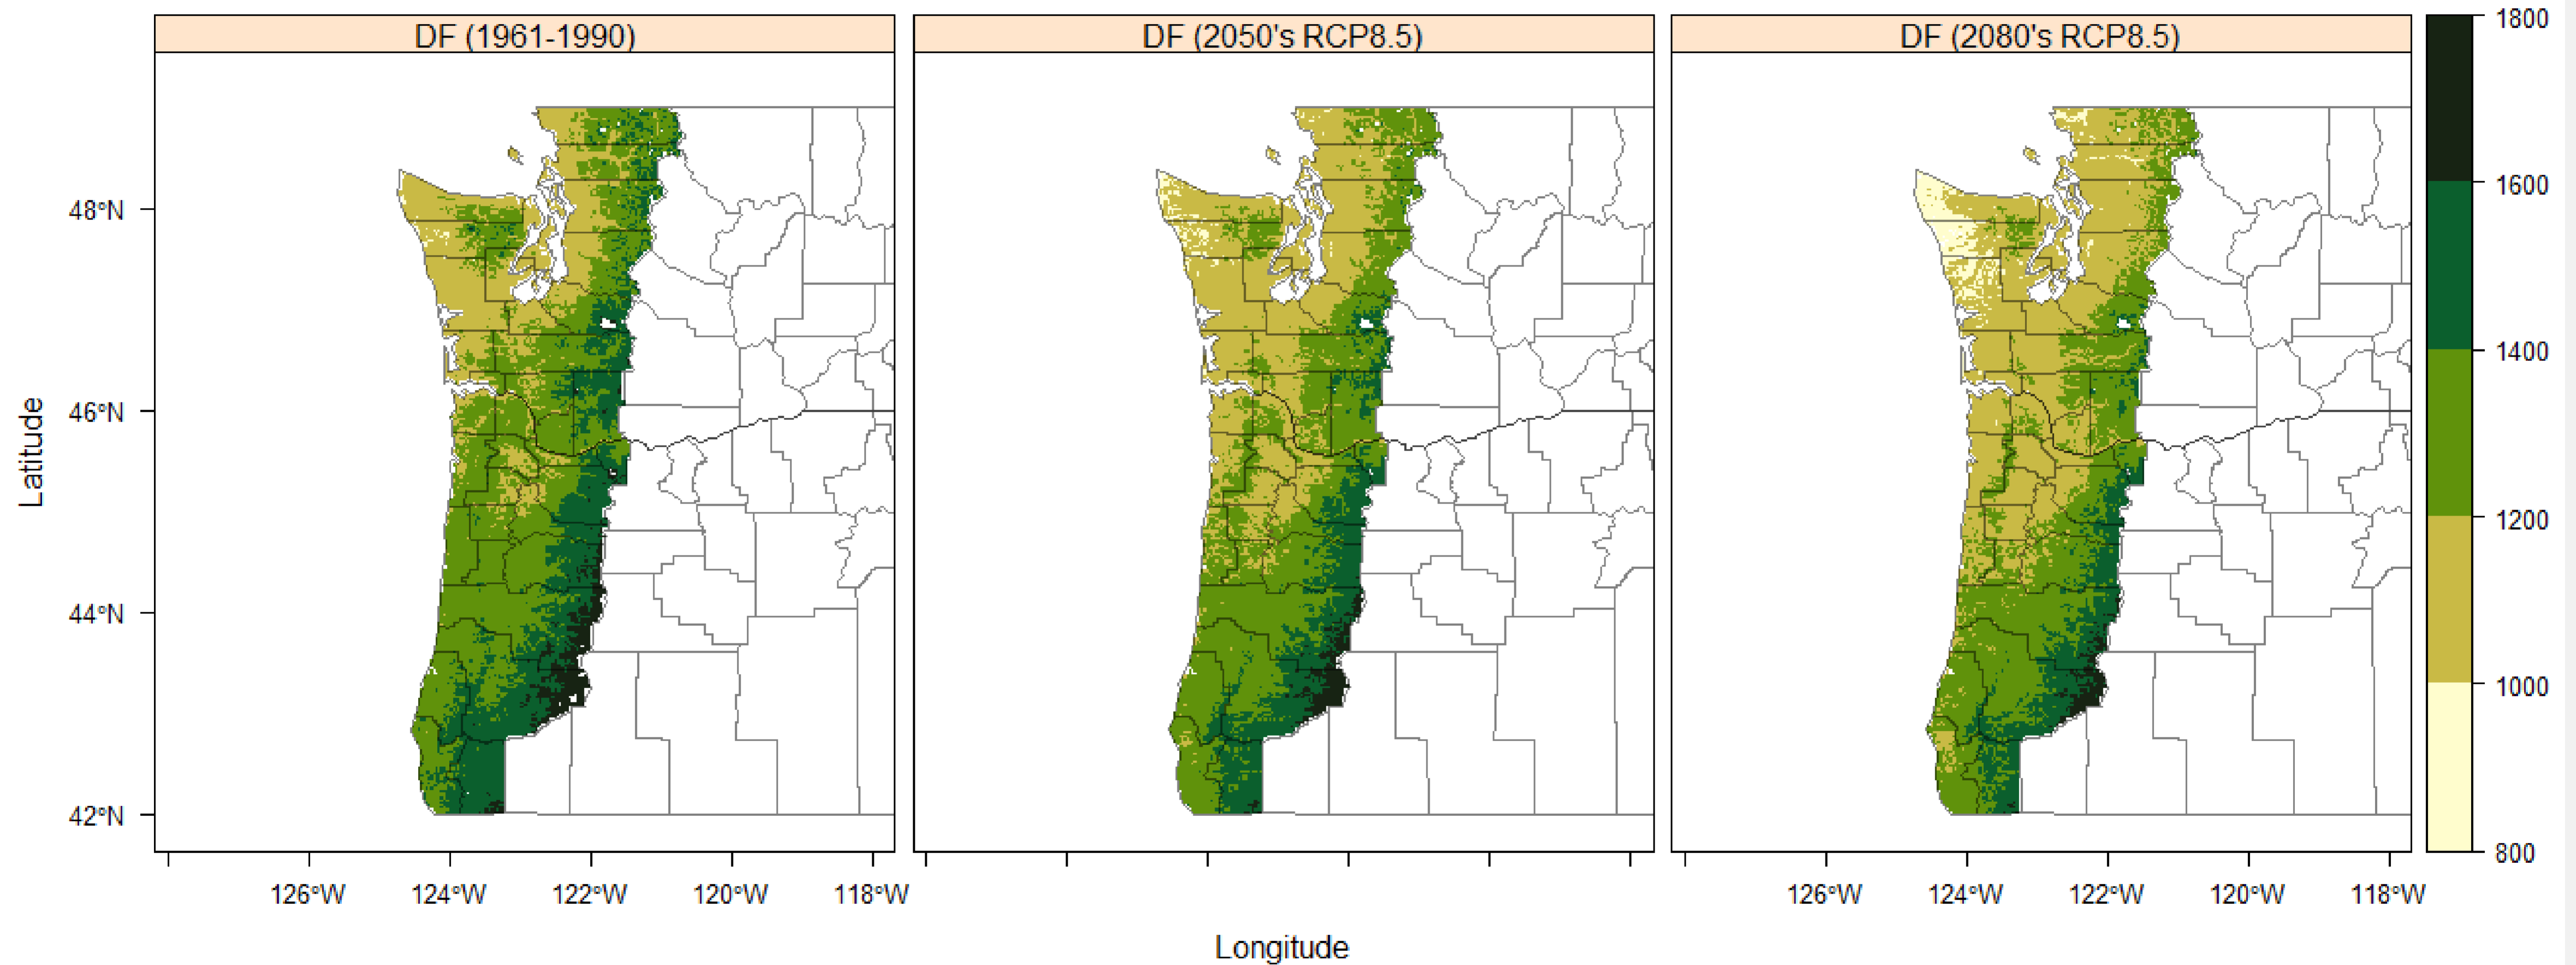 DF (1961-1990)
DF (2050's RCP8.5)
DF (2080's RCP8.5)
1800
1600
1400
1200
1000
800
48°N
46°N
44°N
42°N
Latitude
126°W 124°W 122°W 120°W 118°W
126°W 124°W 122°W 120°W 118°W
Longitude